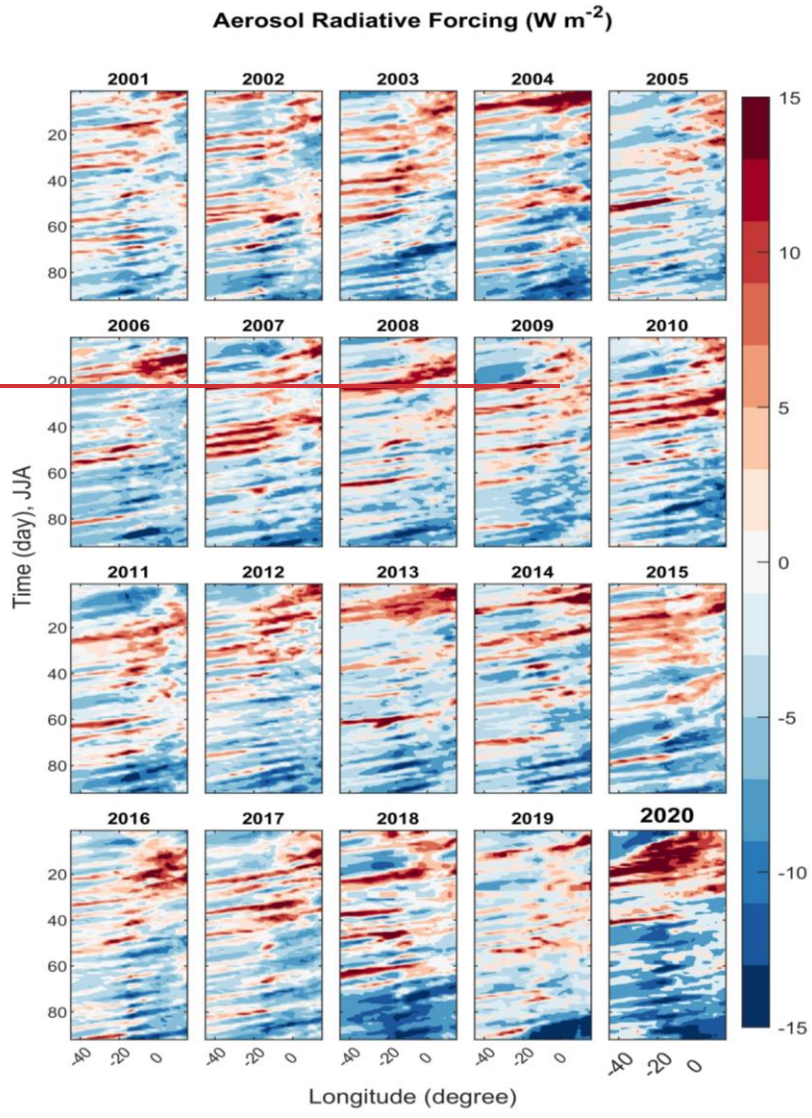 Aerosol Radiative Forcing (W m-2)
2001 2002 2003 2004 2005
15
20
40
60
80
10
2006 2007 2008 2009 2010
20
40
60
80
5
Time (day), JJA
0
2011 2012 2013 2014 2015
20
40
60
80
-5
2016 2017 2018 2019 2020
20
40
60
80
-10
-15
-40 -20 0 -40 -20 0 -40 -20 0 -40 -20 0 -40 -20 0
Longitude (degree)